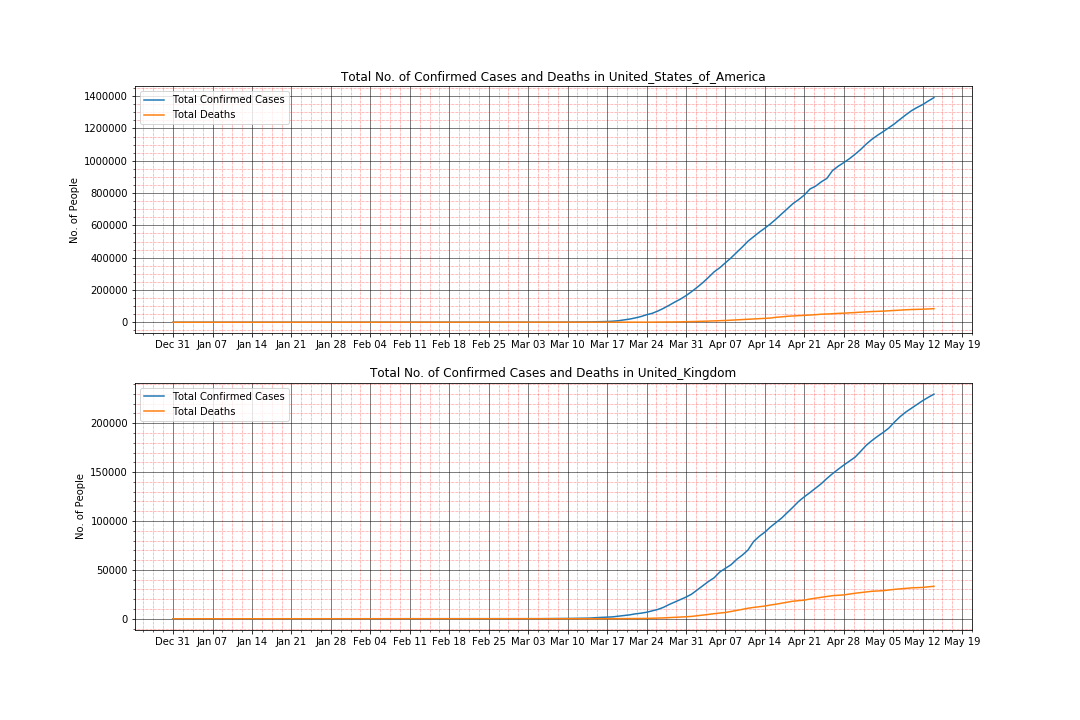 Total No. of Confirmed Cases and Deaths in United_States_of_America
Total Confirmed Cases
Total Deaths
No. of People
1400000
1200000
1000000
800000
600000
400000
200000
0
Dec 31 Jan 07 Jan 14 Jan 21 Jan 28 Feb 04 Feb 11 Feb 18 Feb 25 Mar 03 Mar 10 Mar 17 Mar 24 Mar 31 Apr 07 Apr 14 Apr 21 Apr 28 May 05 May 12 May 19
Total No. of Confirmed Cases and Deaths in United_Kingdom
Total Confirmed Cases
Total Deaths
No. of People
200000
150000
100000
50000
0
Dec 31 Jan 07 Jan 14 Jan 21 Jan 28 Feb 04 Feb 11 Feb 18 Feb 25 Mar 03 Mar 10 Mar 17 Mar 24 Mar 31 Apr 07 Apr 14 Apr 21 Apr 28 May 05 May 12 May 19